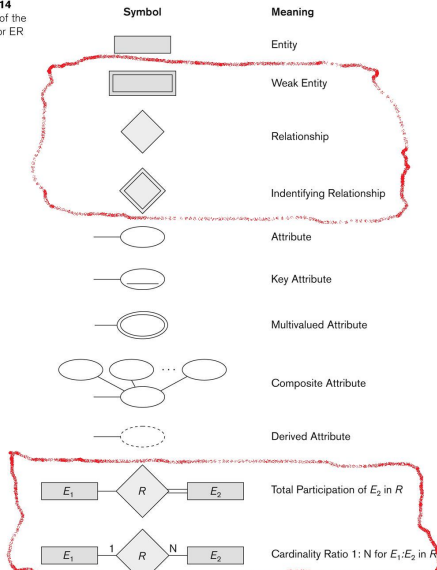 14
of the
or ER
Symbol Meaning
Entity
Weak Entity
Relationship
Indentifying Relationship
Attribute
Key Attribute
Multivalued Attribute
. . .
Composite Attribute
Derived Attribute
E1 R E2 Total Participation of E2 in R
E1 1 R N E2 Cardinality Ratio 1: N for E1:E2 in R